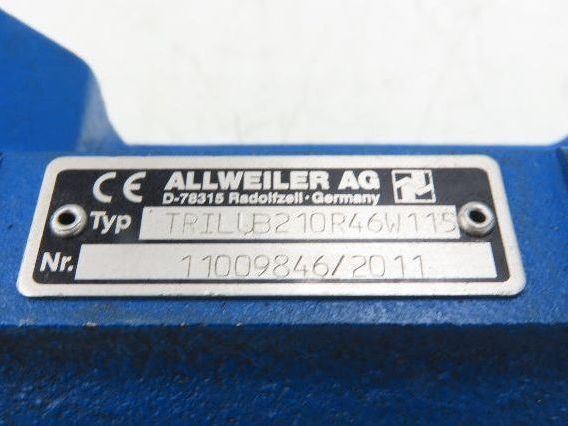 CE ALLWEILER AG
D-78315 Radolfzell·Germany
Typ TRILUB210R46W115
Nr. 11009846/2011